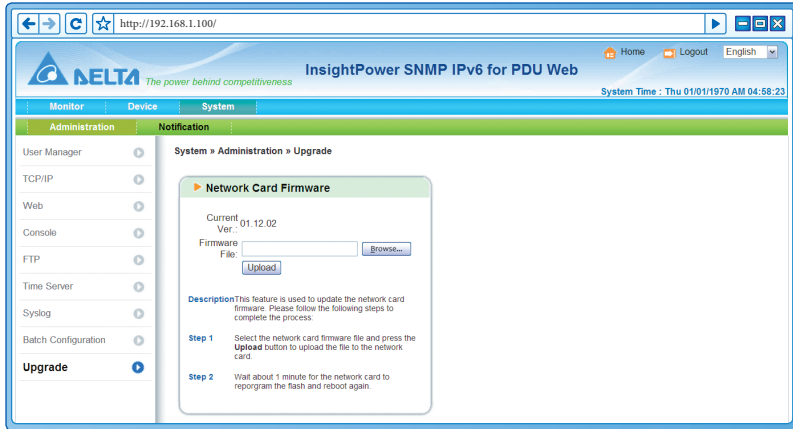 http://192.168.1.100/
Home Logout English
DELTA The power behind competitiveness
InsightPower SNMP IPv6 for PDU Web
System Time : Thu 01/01/1970 AM 04:58:23
Monitor Device System
Administration Notification
User Manager
TCP/IP
Web
Console
FTP
Time Server
Syslog
Batch Configuration
Upgrade
System » Administration » Upgrade
Network Card Firmware
Current
Ver.: 01.12.02
Firmware
File: Browse...
Upload
Description This feature is used to update the network card
firmware. Please follow the following steps to
complete the process:
Step 1 Select the network card firmware file and press the
Upload button to upload the file to the network
card.
Step 2 Wait about 1 minute for the network card to
reporgram the flash and reboot again.